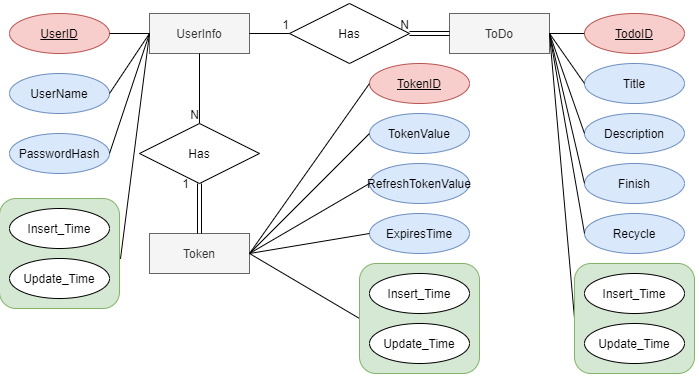 UserID
UserInfo
1
Has
N
ToDo
TodoID
UserName
TokenID
Title
N
TokenValue
Description
PasswordHash
Has
1
RefreshTokenValue
Finish
Insert_Time
Update_Time
Token
ExpiresTime
Recycle
Insert_Time
Update_Time
Insert_Time
Update_Time